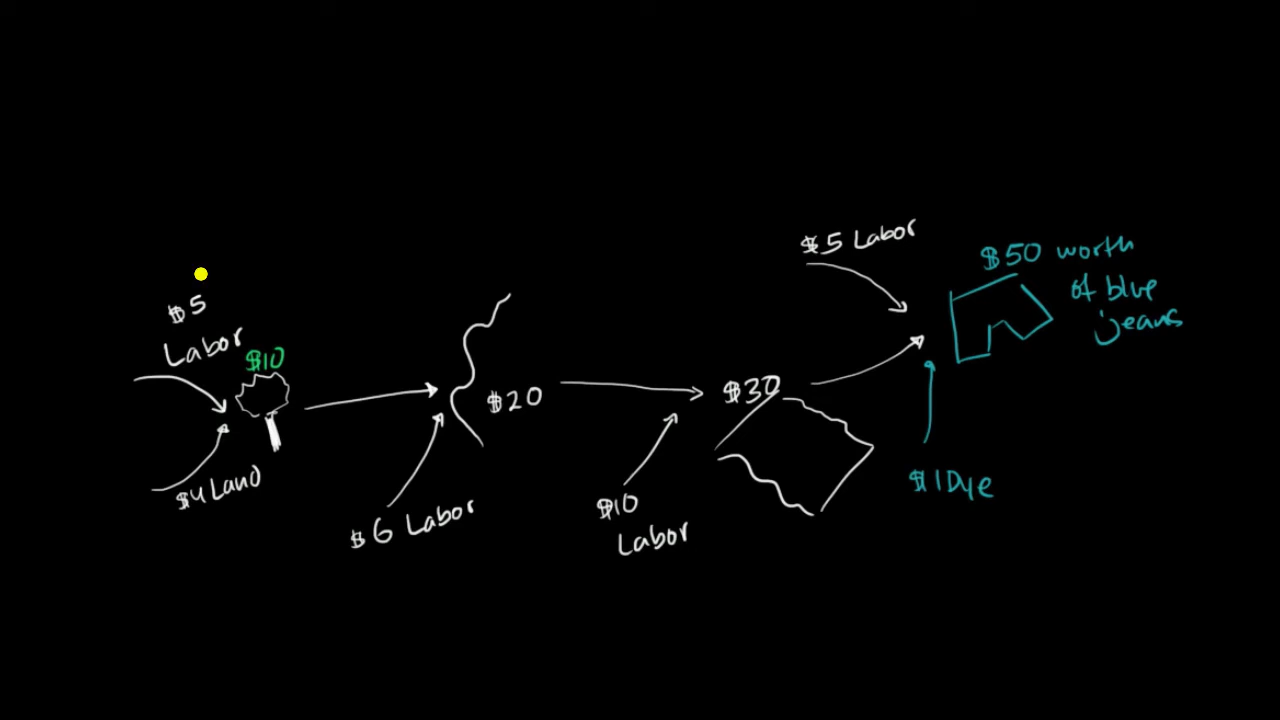 $5
Labor
$10
$4 Land
$6 Labor
$20
$10
Labor
$30
$5 Labor
$1 Dye
$50 worth
of blue
jeans